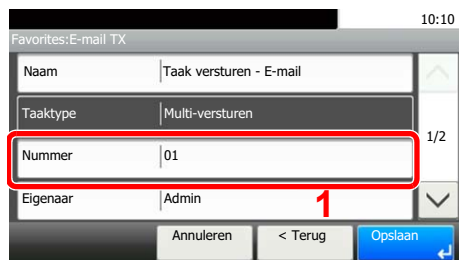 10:10
Favorites:E-mail TX
Naam Taak versturen - E-mail
Taaktype Multi-versturen
1/2
Nummer 01
Eigenaar Admin
1
Annuleren < Terug Opslaan